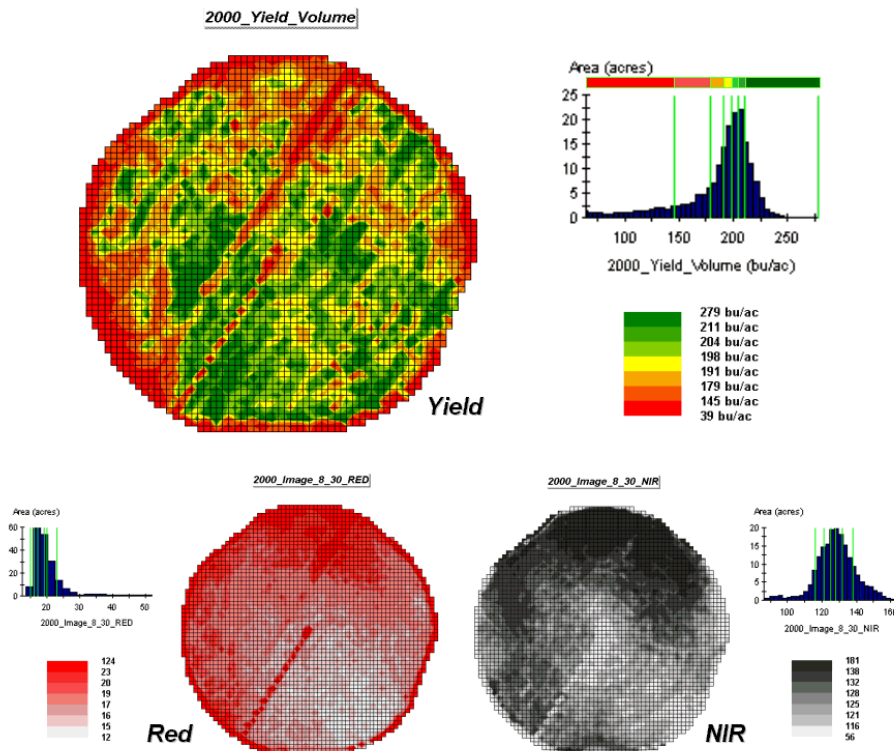 2000_Yield_Volume
Area (acres)
25
20
15
10
5
0
100 150 200 250
2000_Yield_Volume (bu/ac)
279 bu/ac
211 bu/ac
204 bu/ac
198 bu/ac
191 bu/ac
179 bu/ac
145 bu/ac
39 bu/ac
Yield
2000_Image_8_30_RED
Area (acres)
60
40
20
0
20 30 40 50
2000_Image_8_30_RED
124
23
20
19
17
16
15
12
Red
2000_Image_8_30_NIR
Area (acres)
20
15
10
5
0
100 120 140
2000_Image_8_30_NIR
181
138
132
128
125
121
116
56
NIR